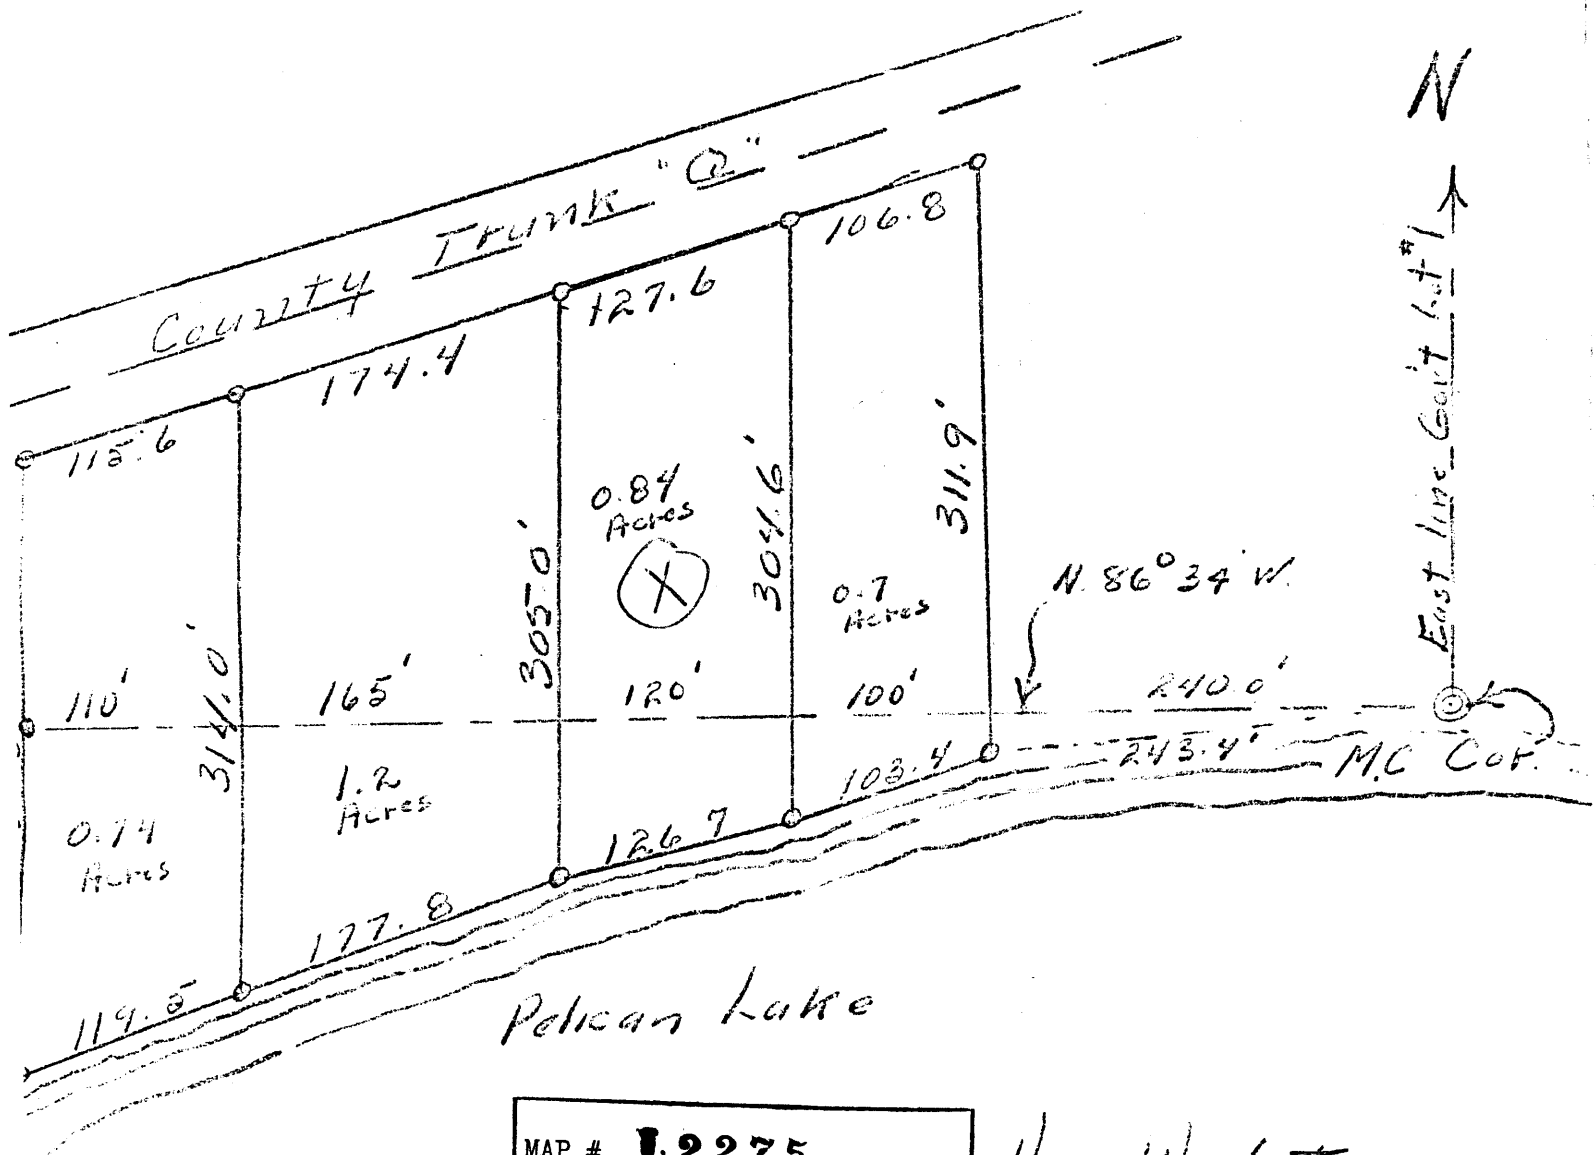 N
County Trunk "Q"
106.8
127.6
174.4
115.6
East line Gov't Lot #1
311.9'
304.6'
0.84
Acres
X
305.0'
0.7
Acres
N. 86° 34' W.
314.0'
110'
165'
120'
100'
240.0'
243.4'
M.C Cor.
103.4
1.2
Acres
0.74
Acres
126.7
177.8
119.5
Pelican Lake
MAP # L2275